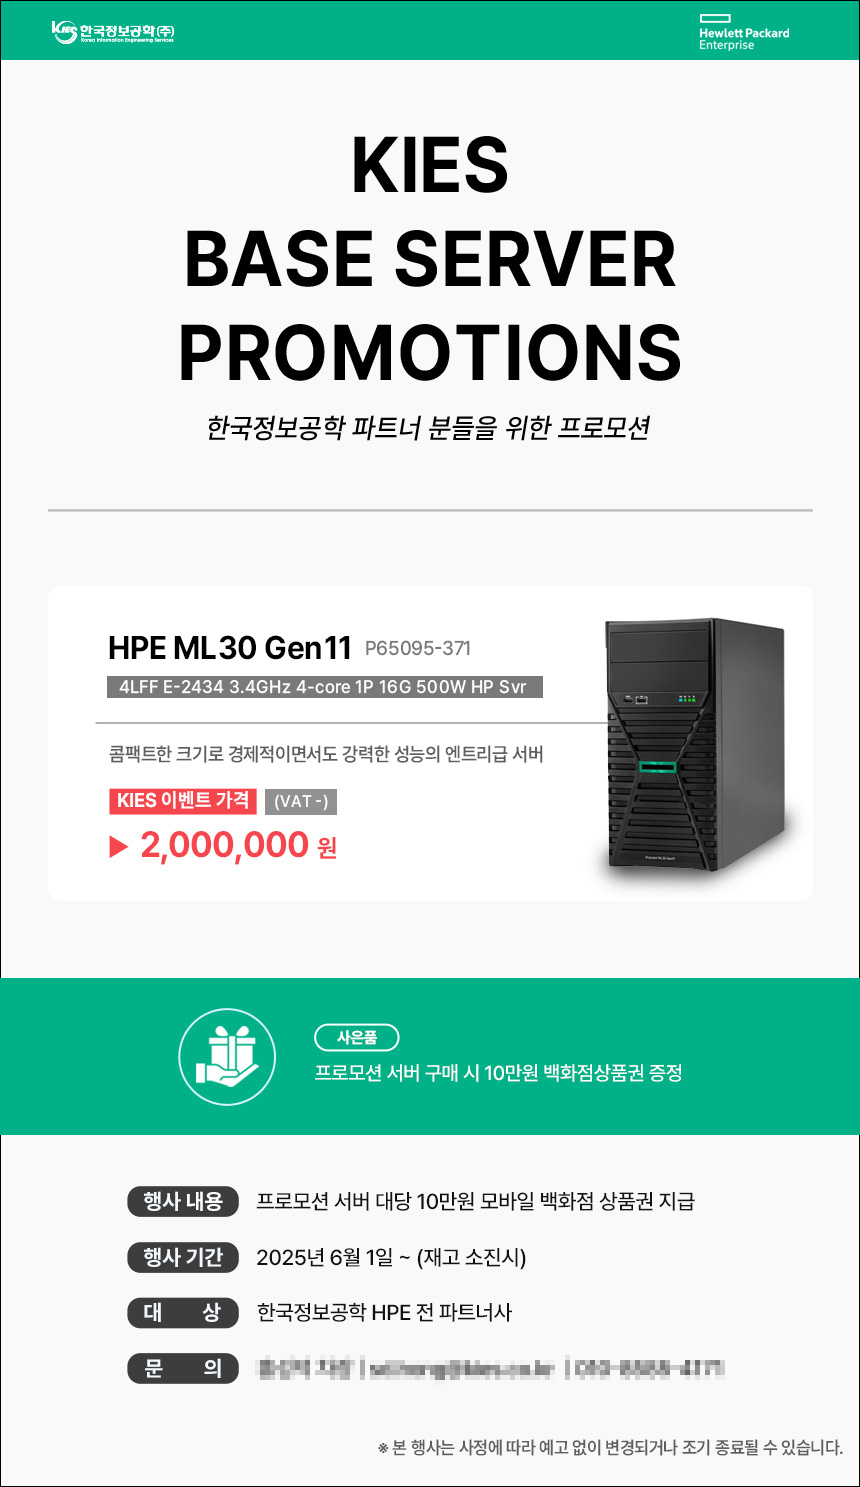 KIES 한국정보공학(주)
Korea Information Engineering Services
Hewlett Packard
Enterprise
KIES
BASE SERVER
PROMOTIONS
한국정보공학 파트너 분들을 위한 프로모션
HPE ML30 Gen11 P65095-371
4LFF E-2434 3.4GHz 4-core 1P 16G 500W HP Svr
콤팩트한 크기로 경제적이면서도 강력한 성능의 엔트리급 서버
KIES 이벤트 가격 (VAT -)
▶ 2,000,000 원
ProLiant ML30 Gen11
사은품
프로모션 서버 구매 시 10만원 백화점상품권 증정
행사 내용 프로모션 서버 대당 10만원 모바일 백화점 상품권 지급
행사 기간 2025년 6월 1일 ~ (재고 소진시)
대 상 한국정보공학 HPE 전 파트너사
문 의
※ 본 행사는 사정에 따라 예고 없이 변경되거나 조기 종료될 수 있습니다.